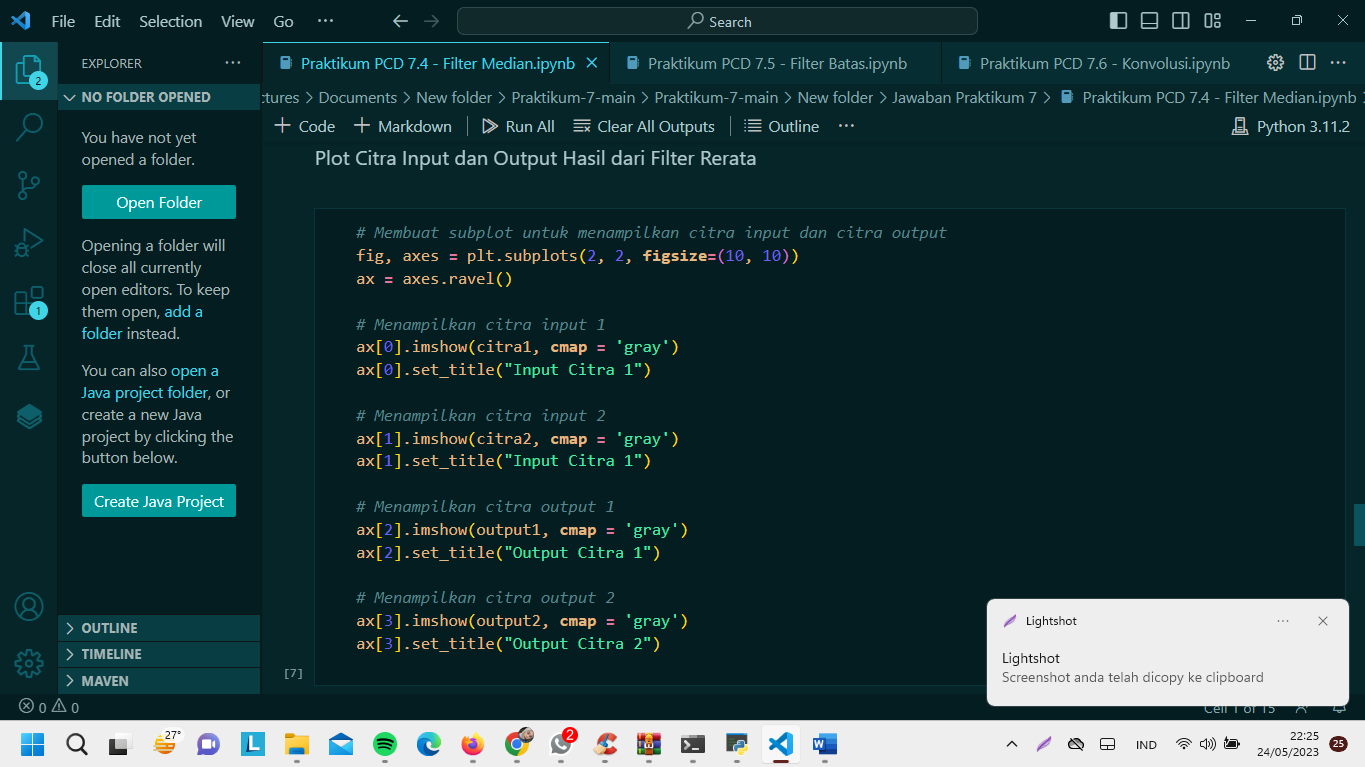 File Edit Selection View Go ··· Search
EXPLORER ···
NO FOLDER OPENED
You have not yet
opened a folder.
Open Folder
Opening a folder will
close all currently
open editors. To keep
them open, add a
folder instead.
You can also open a
Java project folder, or
create a new Java
project by clicking the
button below.
Create Java Project
OUTLINE
TIMELINE
MAVEN
2
1
Praktikum PCD 7.4 - Filter Median.ipynb Praktikum PCD 7.5 - Filter Batas.ipynb Praktikum PCD 7.6 - Konvolusi.ipynb
ctures > Documents > New folder > Praktikum-7-main > Praktikum-7-main > New folder > Jawaban Praktikum 7 > Praktikum PCD 7.4 - Filter Median.ipynb >
+ Code + Markdown Run All Clear All Outputs Outline ··· Python 3.11.2
Plot Citra Input dan Output Hasil dari Filter Rerata
# Membuat subplot untuk menampilkan citra input dan citra output
fig, axes = plt.subplots(2, 2, figsize=(10, 10))
ax = axes.ravel()
# Menampilkan citra input 1
ax[0].imshow(citra1, cmap = 'gray')
ax[0].set_title("Input Citra 1")
# Menampilkan citra input 2
ax[1].imshow(citra2, cmap = 'gray')
ax[1].set_title("Input Citra 1")
# Menampilkan citra output 1
ax[2].imshow(output1, cmap = 'gray')
ax[2].set_title("Output Citra 1")
# Menampilkan citra output 2
ax[3].imshow(output2, cmap = 'gray')
ax[3].set_title("Output Citra 2")
[7]
Lightshot
Lightshot
Screenshot anda telah dicopy ke clipboard
0 0
Cell 1 of 15
27°
L
2
W
IND
22:25
24/05/2023
25